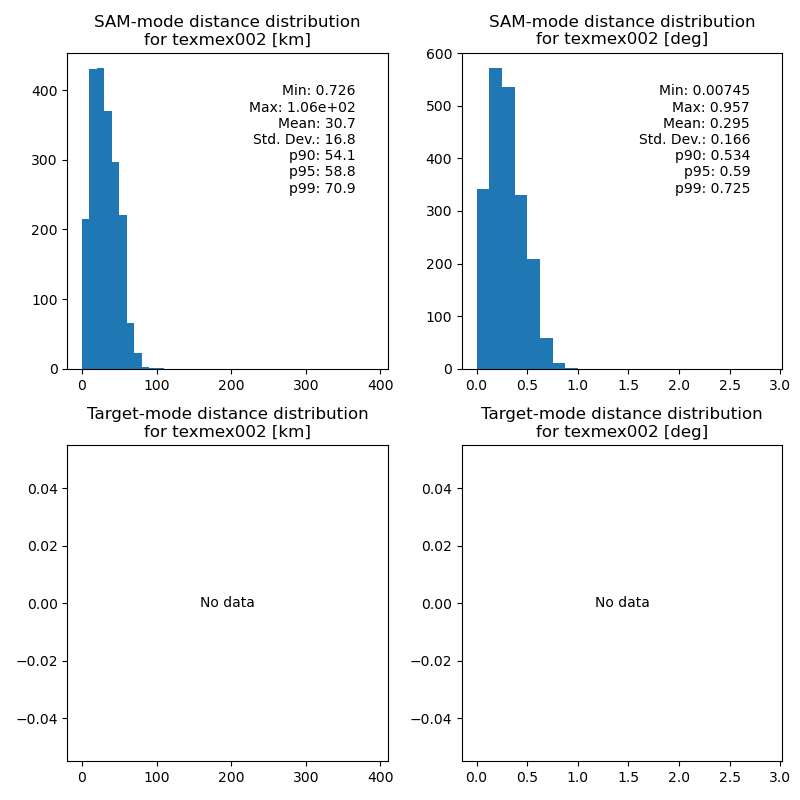 SAM-mode distance distribution
for texmex002 [km]
Min: 0.726
Max: 1.06e+02
Mean: 30.7
Std. Dev.: 16.8
p90: 54.1
p95: 58.8
p99: 70.9
400
300
200
100
0
0 100 200 300 400
SAM-mode distance distribution
for texmex002 [deg]
Min: 0.00745
Max: 0.957
Mean: 0.295
Std. Dev.: 0.166
p90: 0.534
p95: 0.59
p99: 0.725
600
500
400
300
200
100
0
0.0 0.5 1.0 1.5 2.0 2.5 3.0
Target-mode distance distribution
for texmex002 [km]
0.04
0.02
0.00
−0.02
−0.04
No data
0 100 200 300 400
Target-mode distance distribution
for texmex002 [deg]
0.04
0.02
0.00
−0.02
−0.04
No data
0.0 0.5 1.0 1.5 2.0 2.5 3.0